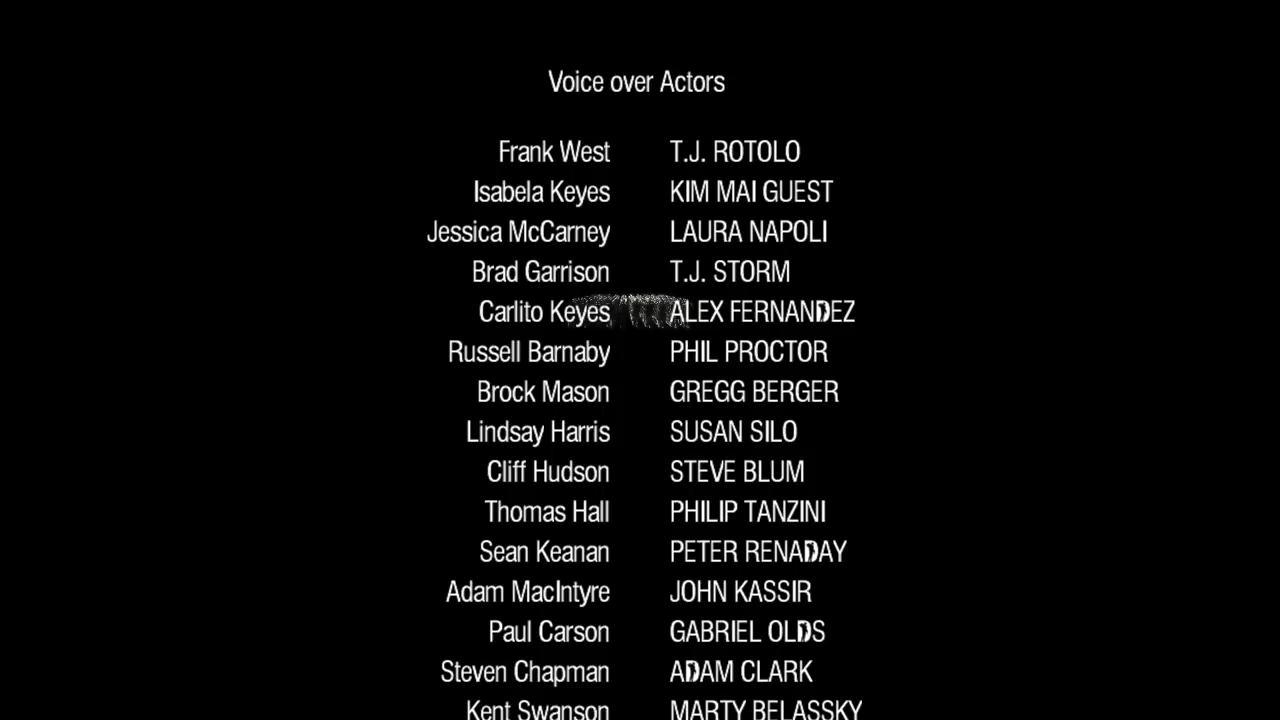 Voice over Actors
Frank West T.J. ROTOLO
Isabela Keyes KIM MAI GUEST
Jessica McCarney LAURA NAPOLI
Brad Garrison T.J. STORM
Carlito Keyes ALEX FERNANDEZ
Russell Barnaby PHIL PROCTOR
Brock Mason GREGG BERGER
Lindsay Harris SUSAN SILO
Cliff Hudson STEVE BLUM
Thomas Hall PHILIP TANZINI
Sean Keanan PETER RENADAY
Adam MacIntyre JOHN KASSIR
Paul Carson GABRIEL OLDS
Steven Chapman ADAM CLARK
Kent Swanson MARTY BELASSKY